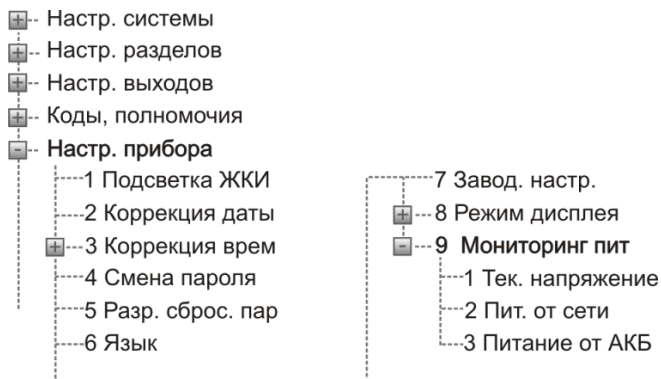 Настр. системы
Настр. разделов
Настр. выходов
Коды, полномочия
Настр. прибора
1 Подсветка ЖКИ
2 Коррекция даты
3 Коррекция врем
4 Смена пароля
5 Разр. сброс. пар
6 Язык
7 Завод. настр.
8 Режим дисплея
9 Мониторинг пит
1 Тек. напряжение
2 Пит. от сети
3 Питание от АКБ